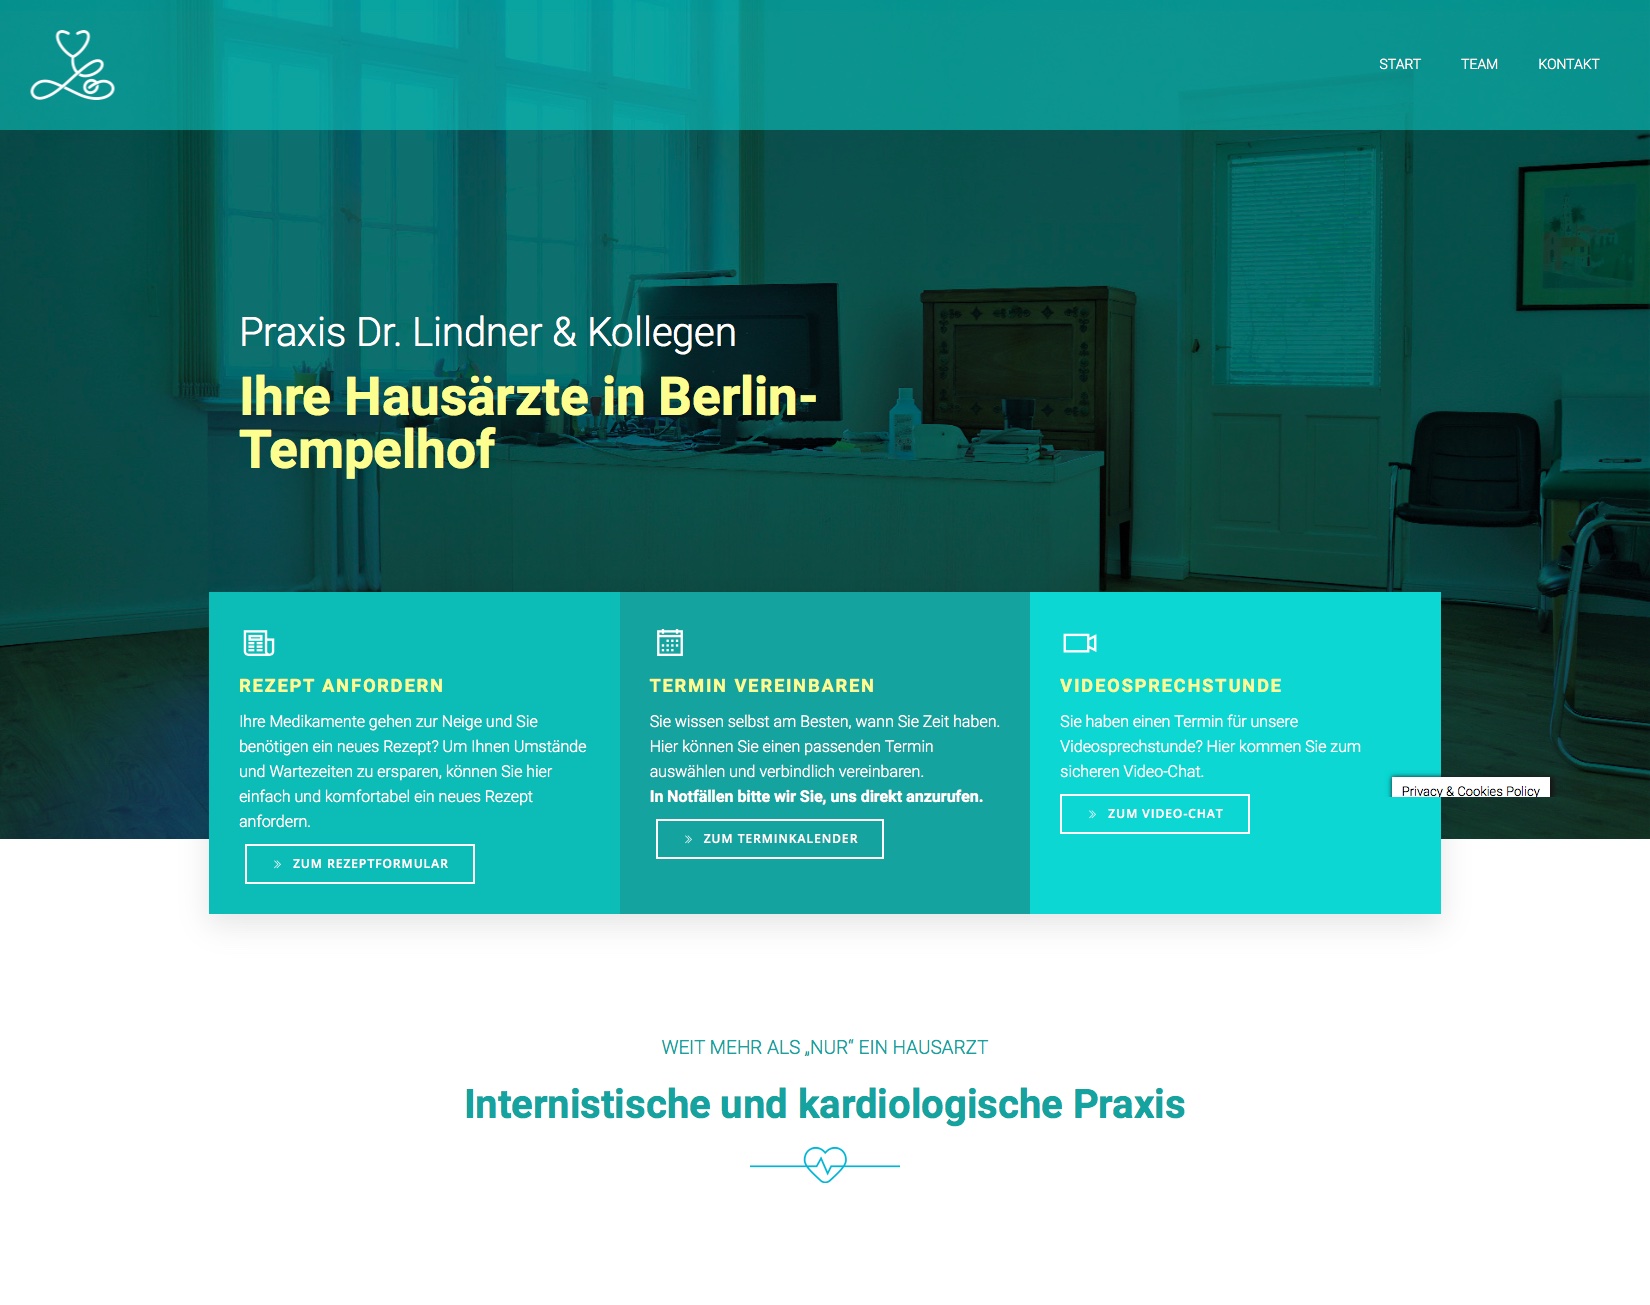 START
TEAM
KONTAKT
Praxis Dr. Lindner & Kollegen
Ihre Hausärzte in Berlin-
Tempelhof
REZEPT ANFORDERN
Ihre Medikamente gehen zur Neige und Sie
benötigen ein neues Rezept? Um Ihnen Umstände
und Wartezeiten zu ersparen, können Sie hier
einfach und komfortabel ein neues Rezept
anfordern.
ZUM REZEPTFORMULAR
TERMIN VEREINBAREN
Sie wissen selbst am Besten, wann Sie Zeit haben.
Hier können Sie einen passenden Termin
auswählen und verbindlich vereinbaren.
In Notfällen bitte wir Sie, uns direkt anzurufen.
ZUM TERMINKALENDER
VIDEOSPRECHSTUNDE
Sie haben einen Termin für unsere
Videosprechstunde? Hier kommen Sie zum
sicheren Video-Chat.
ZUM VIDEO-CHAT
Privacy & Cookies Policy
WEIT MEHR ALS „NUR“ EIN HAUSARZT
Internistische und kardiologische Praxis